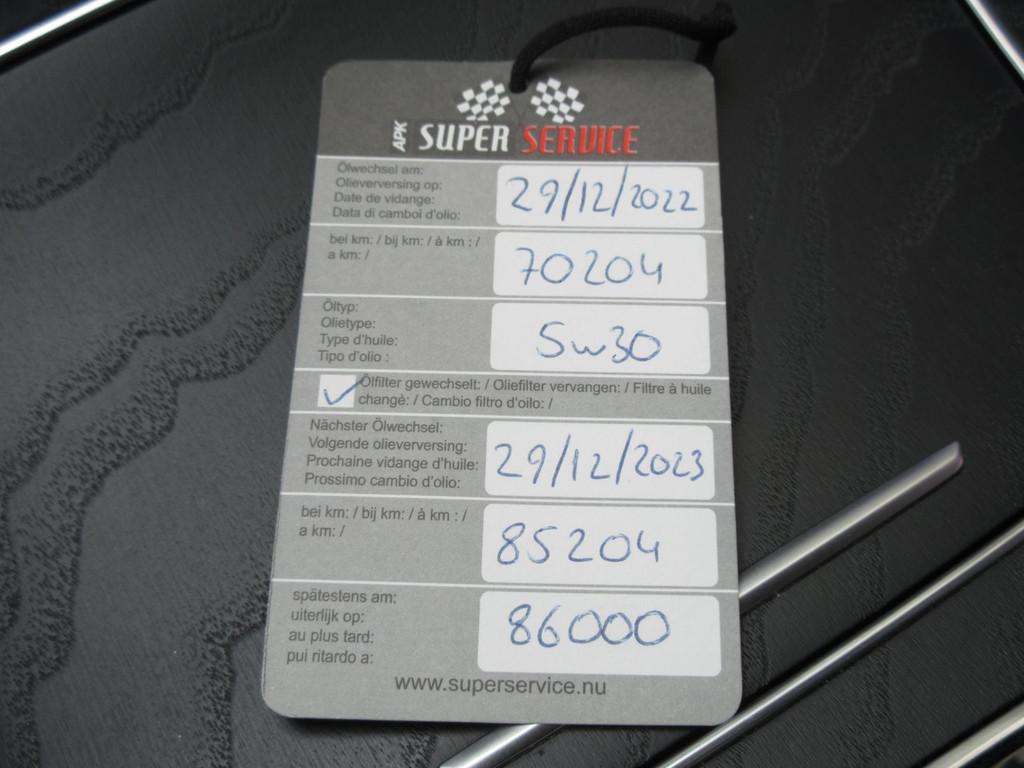 APK SUPER SERVICE
Ölwechsel am:
Olieverversing op:
Date de vidange:
Data di camboi d'olio:
29/12/2022
bei km: / bij km: / à km : /
a km: /
70204
Öltyp:
Olietype:
Type d'huile:
Tipo d'olio :
5w30
Ölfilter gewechselt: / Oliefilter vervangen: / Filtre à huile
changè: / Cambio filtro d'oilo: /
Nächster Ölwechsel:
Volgende olieverversing:
Prochaine vidange d'huile:
Prossimo cambio d'olio:
29/12/2023
bei km: / bij km: / à km : /
a km: /
85204
spätestens am:
uiterlijk op:
au plus tard:
pui ritardo a:
86000
www.superservice.nu